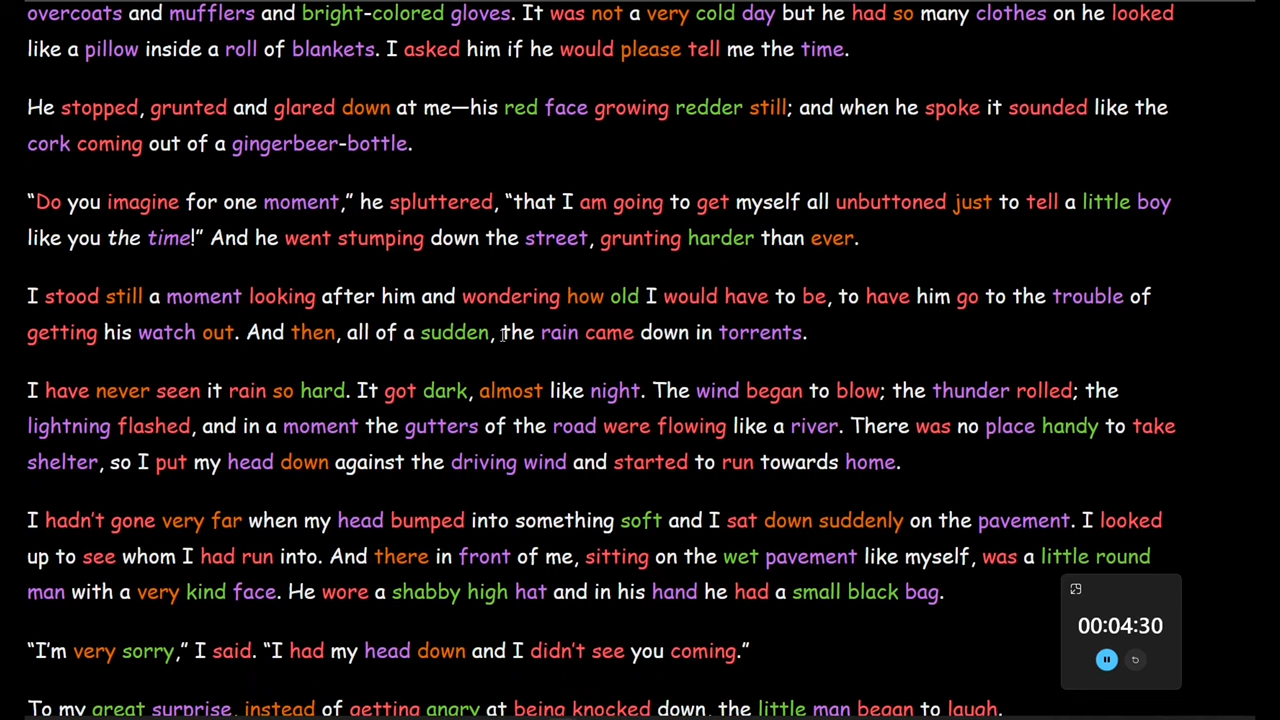 overcoats and mufflers and bright-colored gloves. It was not a very cold day but he had so many clothes on he looked
like a pillow inside a roll of blankets. I asked him if he would please tell me the time.
He stopped, grunted and glared down at me—his red face growing redder still; and when he spoke it sounded like the
cork coming out of a gingerbeer-bottle.
“Do you imagine for one moment,” he spluttered, “that I am going to get myself all unbuttoned just to tell a little boy
like you the time!” And he went stumping down the street, grunting harder than ever.
I stood still a moment looking after him and wondering how old I would have to be, to have him go to the trouble of
getting his watch out. And then, all of a sudden, the rain came down in torrents.
I have never seen it rain so hard. It got dark, almost like night. The wind began to blow; the thunder rolled; the
lightning flashed, and in a moment the gutters of the road were flowing like a river. There was no place handy to take
shelter, so I put my head down against the driving wind and started to run towards home.
I hadn’t gone very far when my head bumped into something soft and I sat down suddenly on the pavement. I looked
up to see whom I had run into. And there in front of me, sitting on the wet pavement like myself, was a little round
man with a very kind face. He wore a shabby high hat and in his hand he had a small black bag.
“I’m very sorry,” I said. “I had my head down and I didn’t see you coming.”
To my great surprise, instead of getting angry at being knocked down, the little man began to laugh.
00:04:30